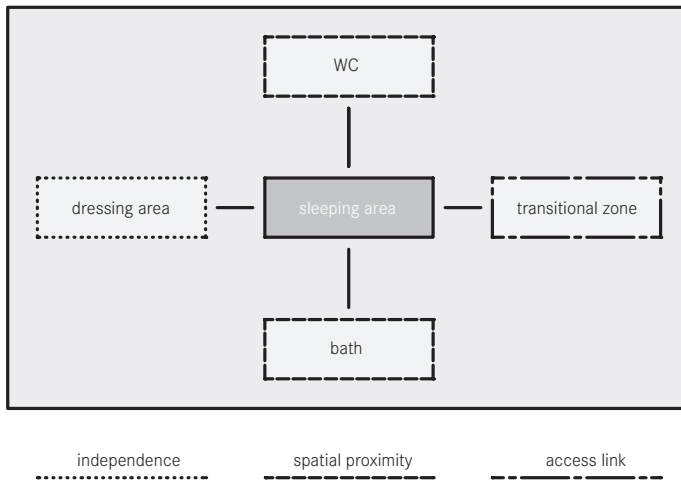 WC
dressing area
sleeping area
transitional zone
bath
independence
spatial proximity
access link